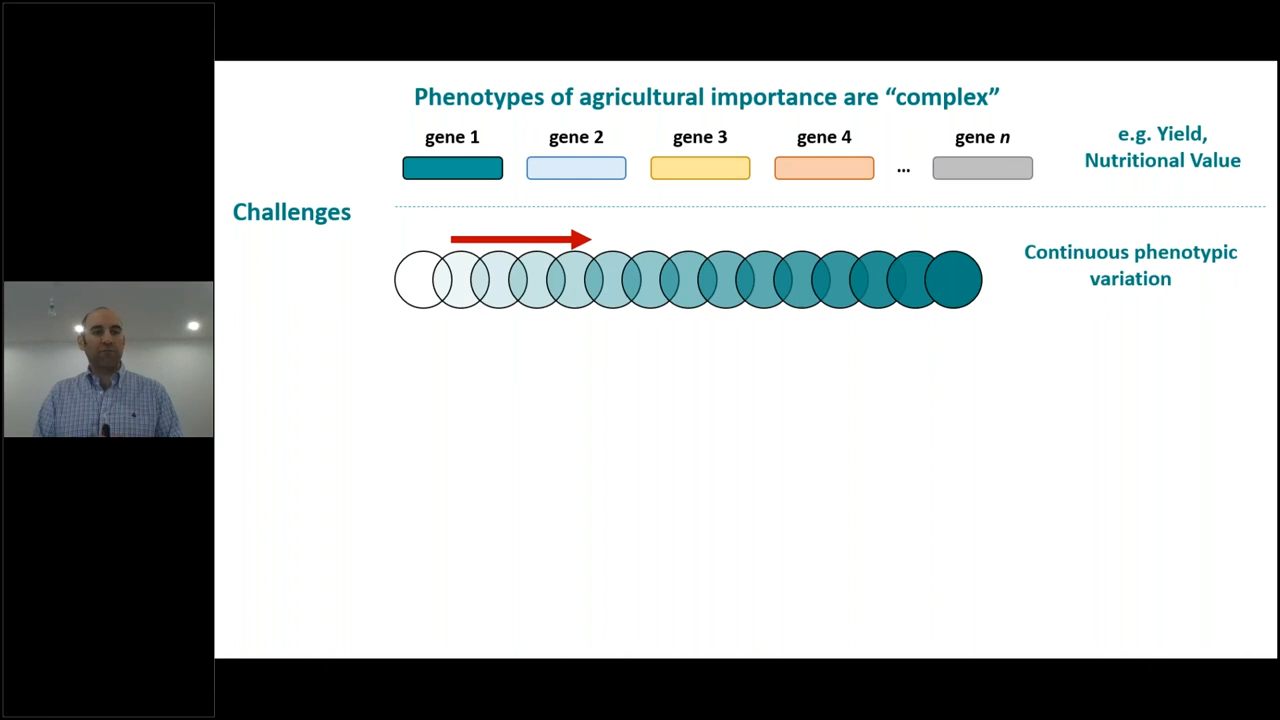 Phenotypes of agricultural importance are “complex”
gene 1
gene 2
gene 3
gene 4
...
gene n
e.g. Yield,
Nutritional Value
Challenges
Continuous phenotypic
variation